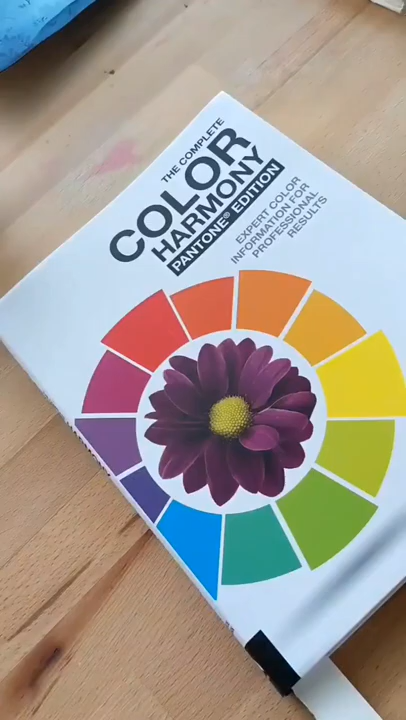 THE COMPLETE
COLOR
HARMONY
PANTONE® EDITION
EXPERT COLOR
INFORMATION FOR
PROFESSIONAL
RESULTS